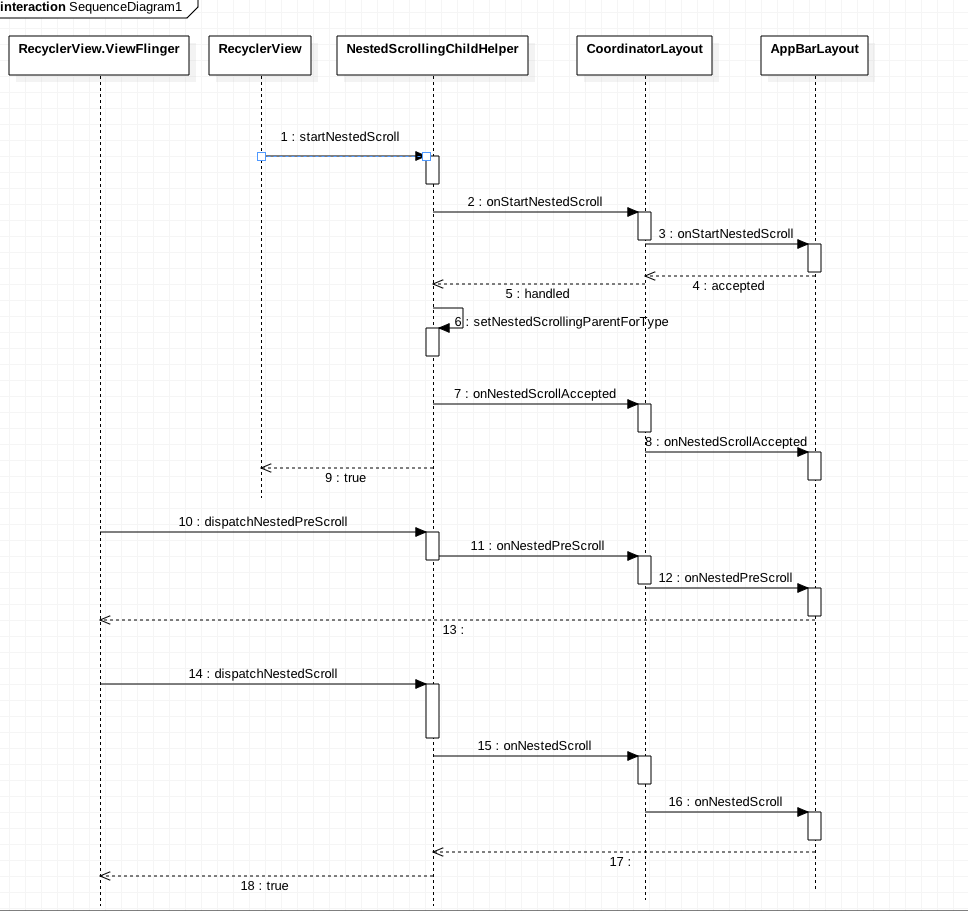 interaction SequenceDiagram1
RecyclerView.ViewFlinger
RecyclerView
NestedScrollingChildHelper
CoordinatorLayout
AppBarLayout
1 : startNestedScroll
2 : onStartNestedScroll
3 : onStartNestedScroll
4 : accepted
5 : handled
6 : setNestedScrollingParentForType
7 : onNestedScrollAccepted
8 : onNestedScrollAccepted
9 : true
10 : dispatchNestedPreScroll
11 : onNestedPreScroll
12 : onNestedPreScroll
13 :
14 : dispatchNestedScroll
15 : onNestedScroll
16 : onNestedScroll
17 :
18 : true